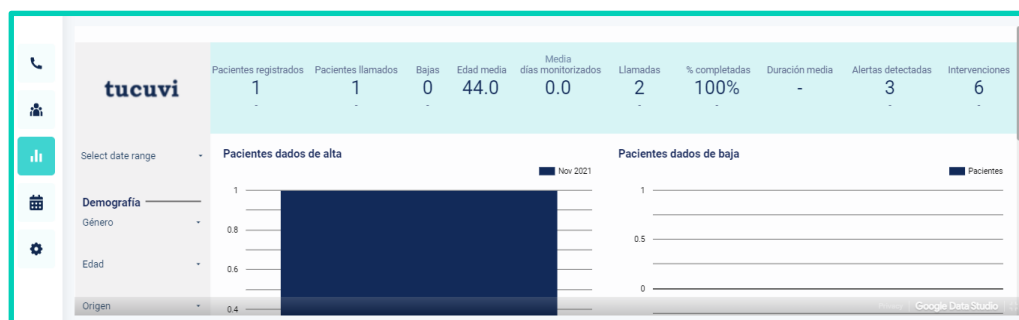 tucuvi
Pacientes registrados
1
-
Pacientes llamados
1
-
Bajas
0
-
Edad media
44.0
-
Media
días monitorizados
0.0
-
Llamadas
2
-
% completadas
100%
-
Duración media
-
Alertas detectadas
3
-
Intervenciones
6
-
Select date range
Demografía
Género
Edad
Origen
Pacientes dados de alta
Nov 2021
1
0.8
0.6
0.4
Pacientes dados de baja
Pacientes
1
0.5
0
Privacy
Google Data Studio